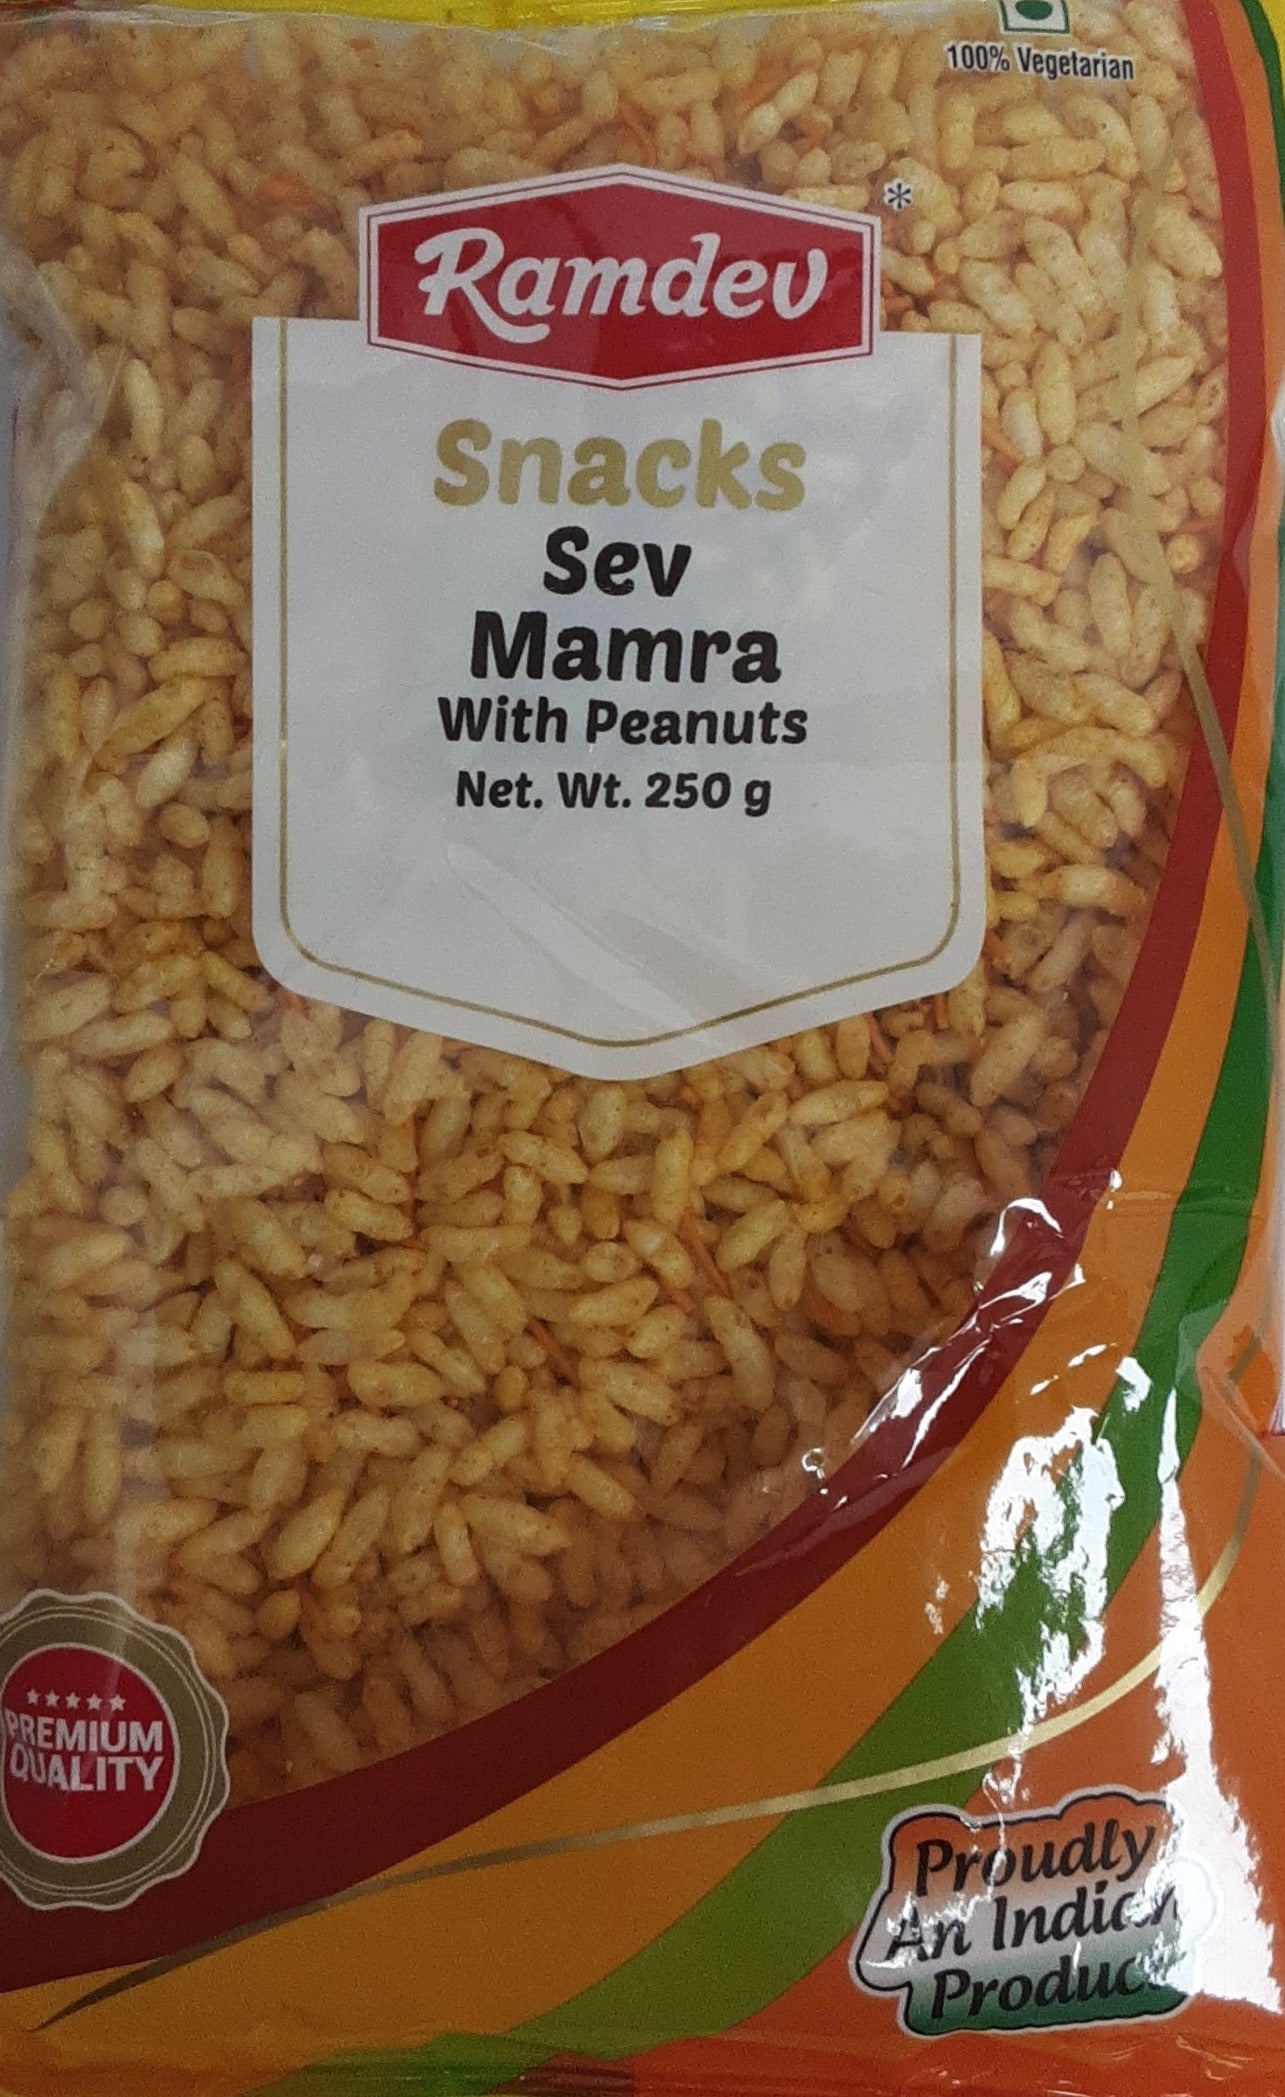 100% Vegetarian
Ramdev*
Snacks
Sev
Mamra
With Peanuts
Net. Wt. 250 g
PREMIUM
QUALITY
Proudly
An Indian
Product